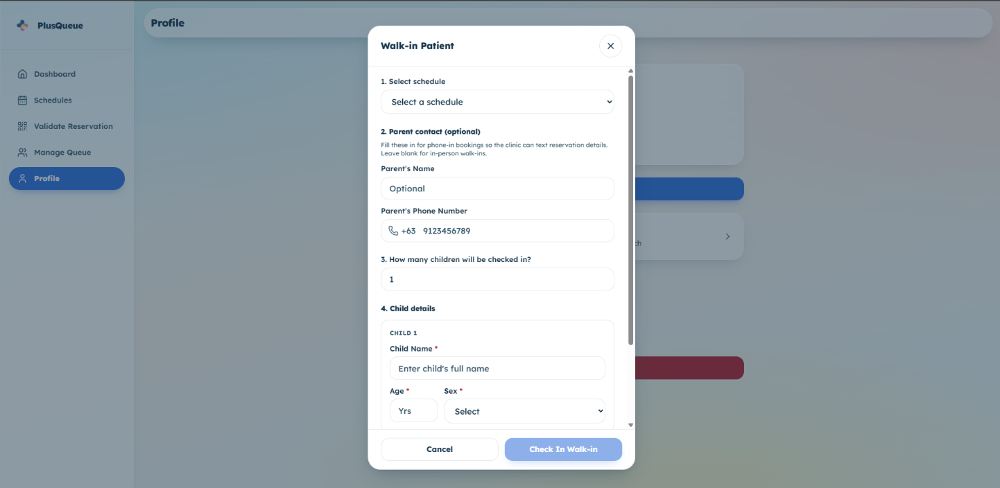 PlusQueue
Profile
Dashboard
Schedules
Validate Reservation
Manage Queue
Profile
Walk-in Patient
1. Select schedule
Select a schedule
2. Parent contact (optional)
Fill these in for phone-in bookings so the clinic can text reservation details.
Leave blank for in-person walk-ins.
Parent's Name
Optional
Parent's Phone Number
+63 9123456789
3. How many children will be checked in?
1
4. Child details
CHILD 1
Child Name *
Enter child's full name
Age * Sex *
Yrs Select
Cancel Check In Walk-in